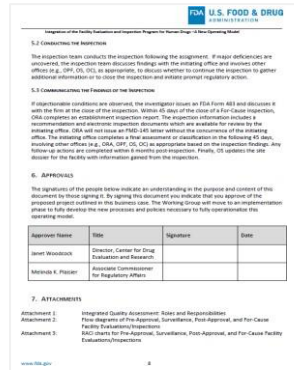 FDA U.S. FOOD & DRUG
ADMINISTRATION
Integration of the Facility Evaluation and Inspection Program for Human Drugs – A New Operating Model
5.2 CONDUCTING THE INSPECTION
The inspection team conducts the inspection following the assignment. If major deficiencies are
uncovered, the inspection team discusses findings with the initiating office and involves other
offices (e.g., OPF, OS, OC), as appropriate, to discuss whether to continue the inspection to gather
additional information or to close the inspection and initiate prompt regulatory action.
5.3 COMMUNICATING THE FINDINGS OF THE INSPECTION
If objectionable conditions are observed, the investigator issues an FDA Form 483 and discusses it
with the firm at the close of the inspection. Within 45 days of the close of a For-Cause inspection,
ORA completes an establishment inspection report. The inspection information includes a
recommendation and electronic inspection documents which are available for review by the
initiating office. ORA will not issue an FMD-145 letter without the concurrence of the initiating
office. The initiating office completes a final assessment or classification in the following 45 days,
involving other offices (e.g., ORA, OPF, OS, OC) as appropriate based on the inspection findings. Any
follow-up actions are completed within 6 months post-inspection. Finally, OS updates the site
dossier for the facility with information gained from the inspection.
6. APPROVALS
The signatures of the people below indicate an understanding in the purpose and content of this
document by those signing it. By signing this document you indicate that you approve of the
proposed project outlined in this business case. The Working Group will move to an implementation
phase to fully develop the new processes and policies necessary to fully operationalize this
operating model.
Approver Name Title Signature Date
Janet Woodcock Director, Center for Drug
Evaluation and Research
Melinda K. Plaisier Associate Commissioner
for Regulatory Affairs
7. ATTACHMENTS
Attachment 1: Integrated Quality Assessment: Roles and Responsibilities
Attachment 2: Flow diagrams of Pre-Approval, Surveillance, Post-Approval, and For-Cause
Facility Evaluations/Inspections
Attachment 3: RACI charts for Pre-Approval, Surveillance, Post-Approval, and For-Cause Facility
Evaluations/Inspections
www.fda.gov